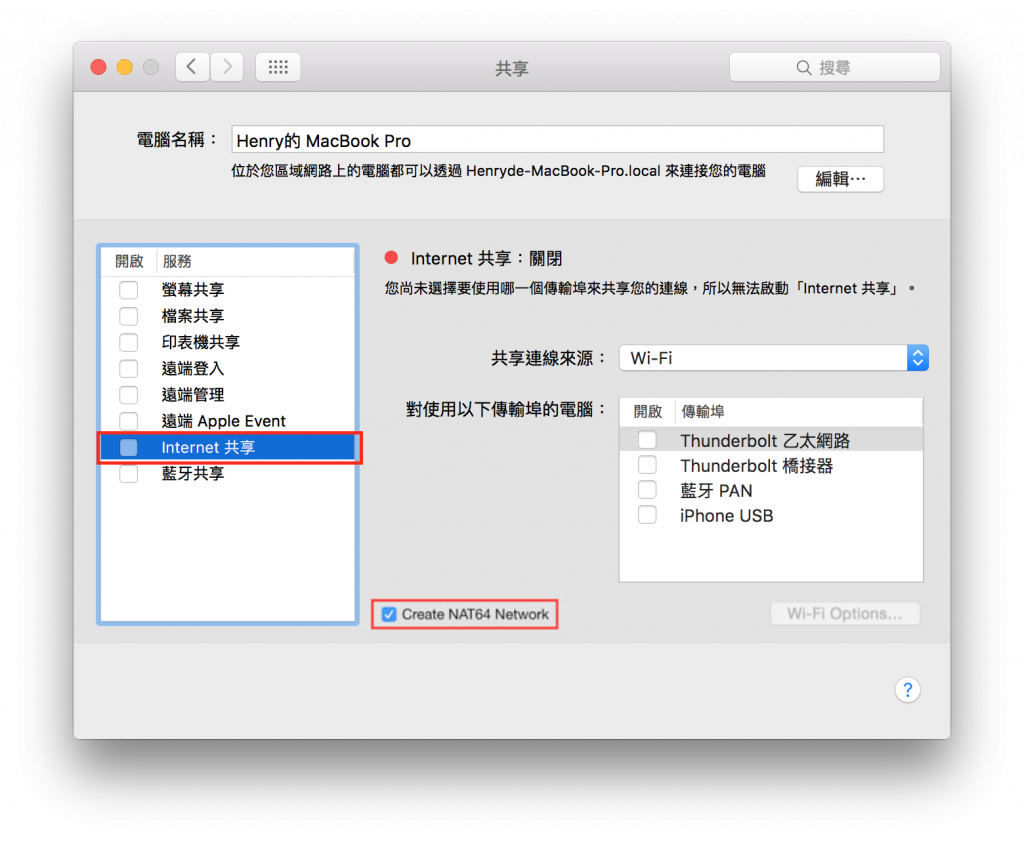 共享
搜尋
電腦名稱：
Henry的 MacBook Pro
位於您區域網路上的電腦都可以透過 Henryde-MacBook-Pro.local 來連接您的電腦
編輯⋯
開啟 服務
螢幕共享
檔案共享
印表機共享
遠端登入
遠端管理
遠端 Apple Event
Internet 共享
藍牙共享
Internet 共享：關閉
您尚未選擇要使用哪一個傳輸埠來共享您的連線，所以無法啟動「Internet 共享」。
共享連線來源： Wi-Fi
對使用以下傳輸埠的電腦：
開啟 傳輸埠
Thunderbolt 乙太網路
Thunderbolt 橋接器
藍牙 PAN
iPhone USB
Create NAT64 Network
Wi-Fi Options...
?